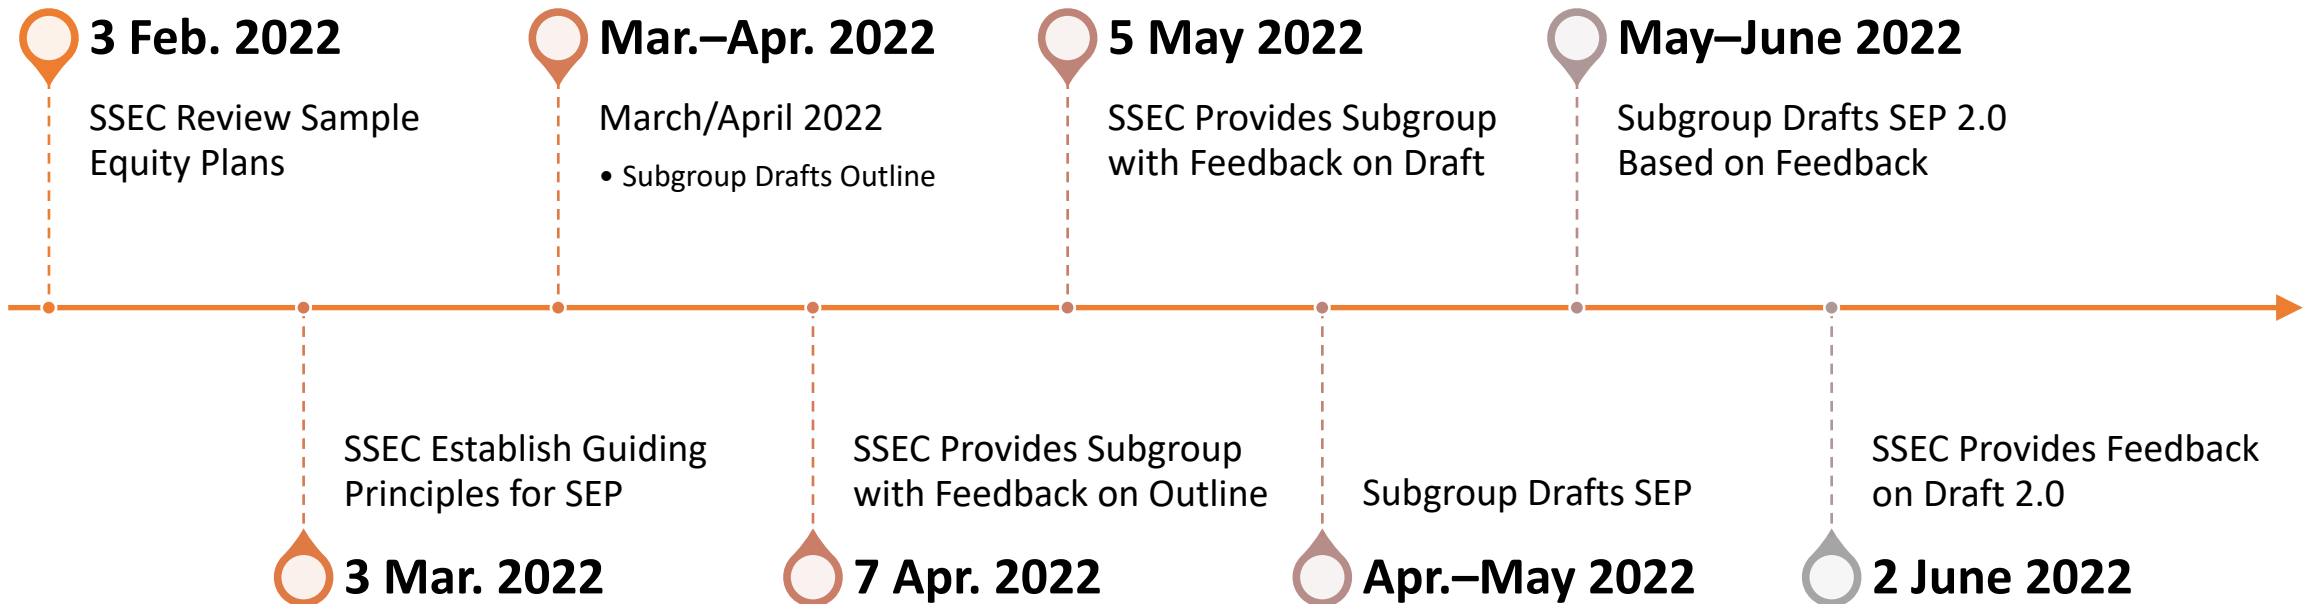 3 Feb. 2022
SSEC Review Sample
Equity Plans
3 Mar. 2022
SSEC Establish Guiding
Principles for SEP
Mar.–Apr. 2022
March/April 2022
• Subgroup Drafts Outline
7 Apr. 2022
SSEC Provides Subgroup
with Feedback on Outline
5 May 2022
SSEC Provides Subgroup
with Feedback on Draft
Apr.–May 2022
Subgroup Drafts SEP
May–June 2022
Subgroup Drafts SEP 2.0
Based on Feedback
2 June 2022
SSEC Provides Feedback
on Draft 2.0